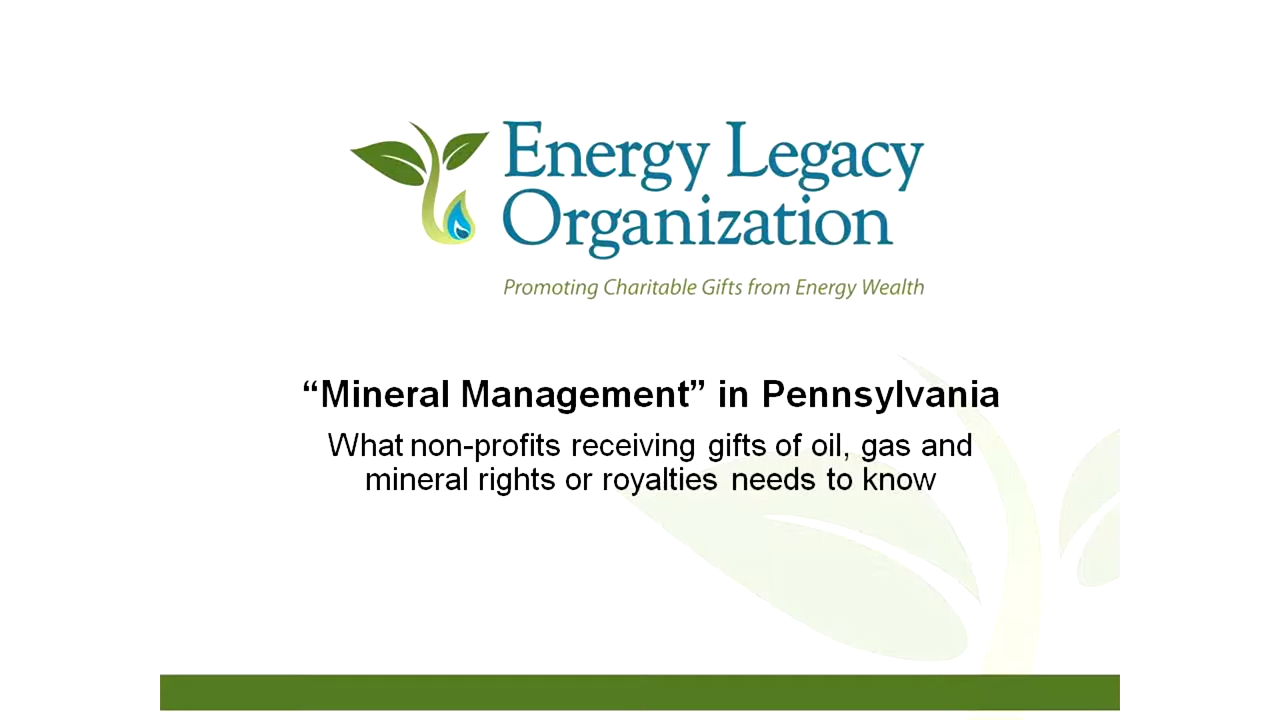 Energy Legacy
Organization
Promoting Charitable Gifts from Energy Wealth
“Mineral Management” in Pennsylvania
What non-profits receiving gifts of oil, gas and
mineral rights or royalties needs to know